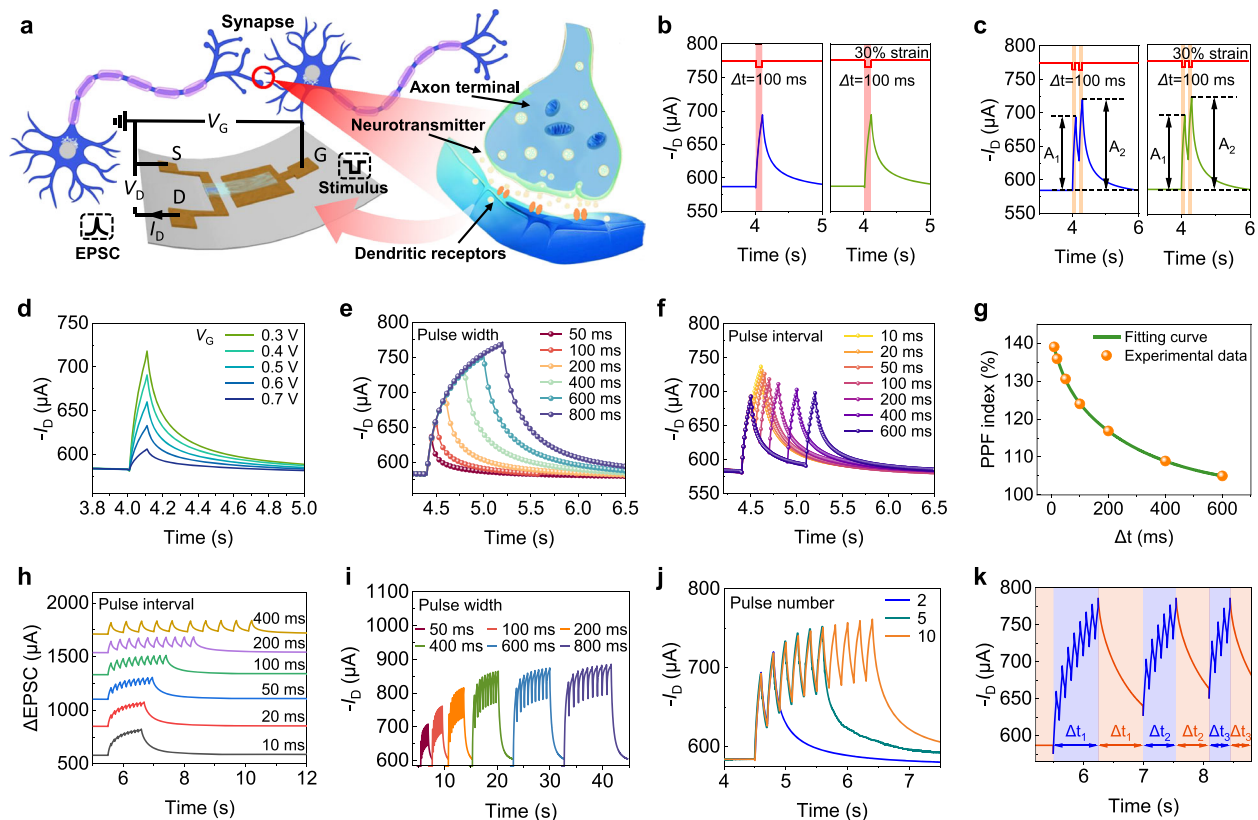 a
Synapse
Axon terminal
Neurotransmitter
Dendritic receptors
V_G
S
G
V_D
D
I_D
Stimulus
EPSC
b
-I_D (μA)
800
750
700
650
600
550
Δt=100 ms
4 5
30% strain
Δt=100 ms
4 5
Time (s) Time (s)
c
-I_D (μA)
800
750
700
650
600
550
Δt=100 ms
A_1
A_2
4 6
30% strain
Δt=100 ms
A_1
A_2
4 6
Time (s) Time (s)
d
-I_D (μA)
750
700
650
600
V_G
0.3 V
0.4 V
0.5 V
0.6 V
0.7 V
3.8 4.0 4.2 4.4 4.6 4.8 5.0
Time (s)
e
-I_D (μA)
800
750
700
650
600
Pulse width
50 ms
100 ms
200 ms
400 ms
600 ms
800 ms
4.5 5.0 5.5 6.0 6.5
Time (s)
f
-I_D (μA)
800
750
700
650
600
550
Pulse interval
10 ms
20 ms
50 ms
100 ms
200 ms
400 ms
600 ms
4.5 5.0 5.5 6.0 6.5
Time (s)
g
PPF index (%)
140
130
120
110
100
Fitting curve
Experimental data
0 200 400 600
Δt (ms)
h
ΔEPSC (μA)
2000
1500
1000
500
Pulse interval
400 ms
200 ms
100 ms
50 ms
20 ms
10 ms
6 8 10 12
Time (s)
i
-I_D (μA)
1100
1000
900
800
700
600
Pulse width
50 ms 100 ms 200 ms
400 ms 600 ms 800 ms
10 20 30 40
Time (s)
j
-I_D (μA)
800
700
600
Pulse number
2
5
10
4 5 6 7
Time (s)
k
-I_D (μA)
800
750
700
650
600
Δt_1 Δt_1 Δt_2 Δt_2 Δt_3 Δt_3
6 7 8
Time (s)